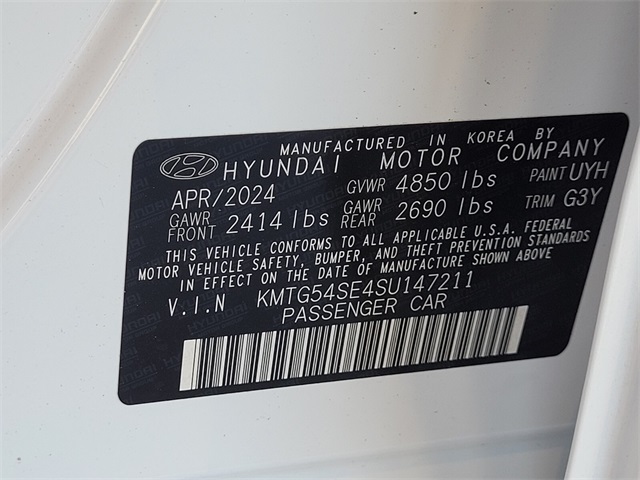 MANUFACTURED IN KOREA BY
HYUNDAI MOTOR COMPANY
APR/2024 GVWR 4850 lbs PAINT UYH
GAWR FRONT 2414 lbs GAWR REAR 2690 lbs TRIM G3Y
THIS VEHICLE CONFORMS TO ALL APPLICABLE U.S.A. FEDERAL
MOTOR VEHICLE SAFETY, BUMPER, AND THEFT PREVENTION STANDARDS
IN EFFECT ON THE DATE OF MANUFACTURE SHOWN ABOVE.
V.I.N KMTG54SE4SU147211
PASSENGER CAR